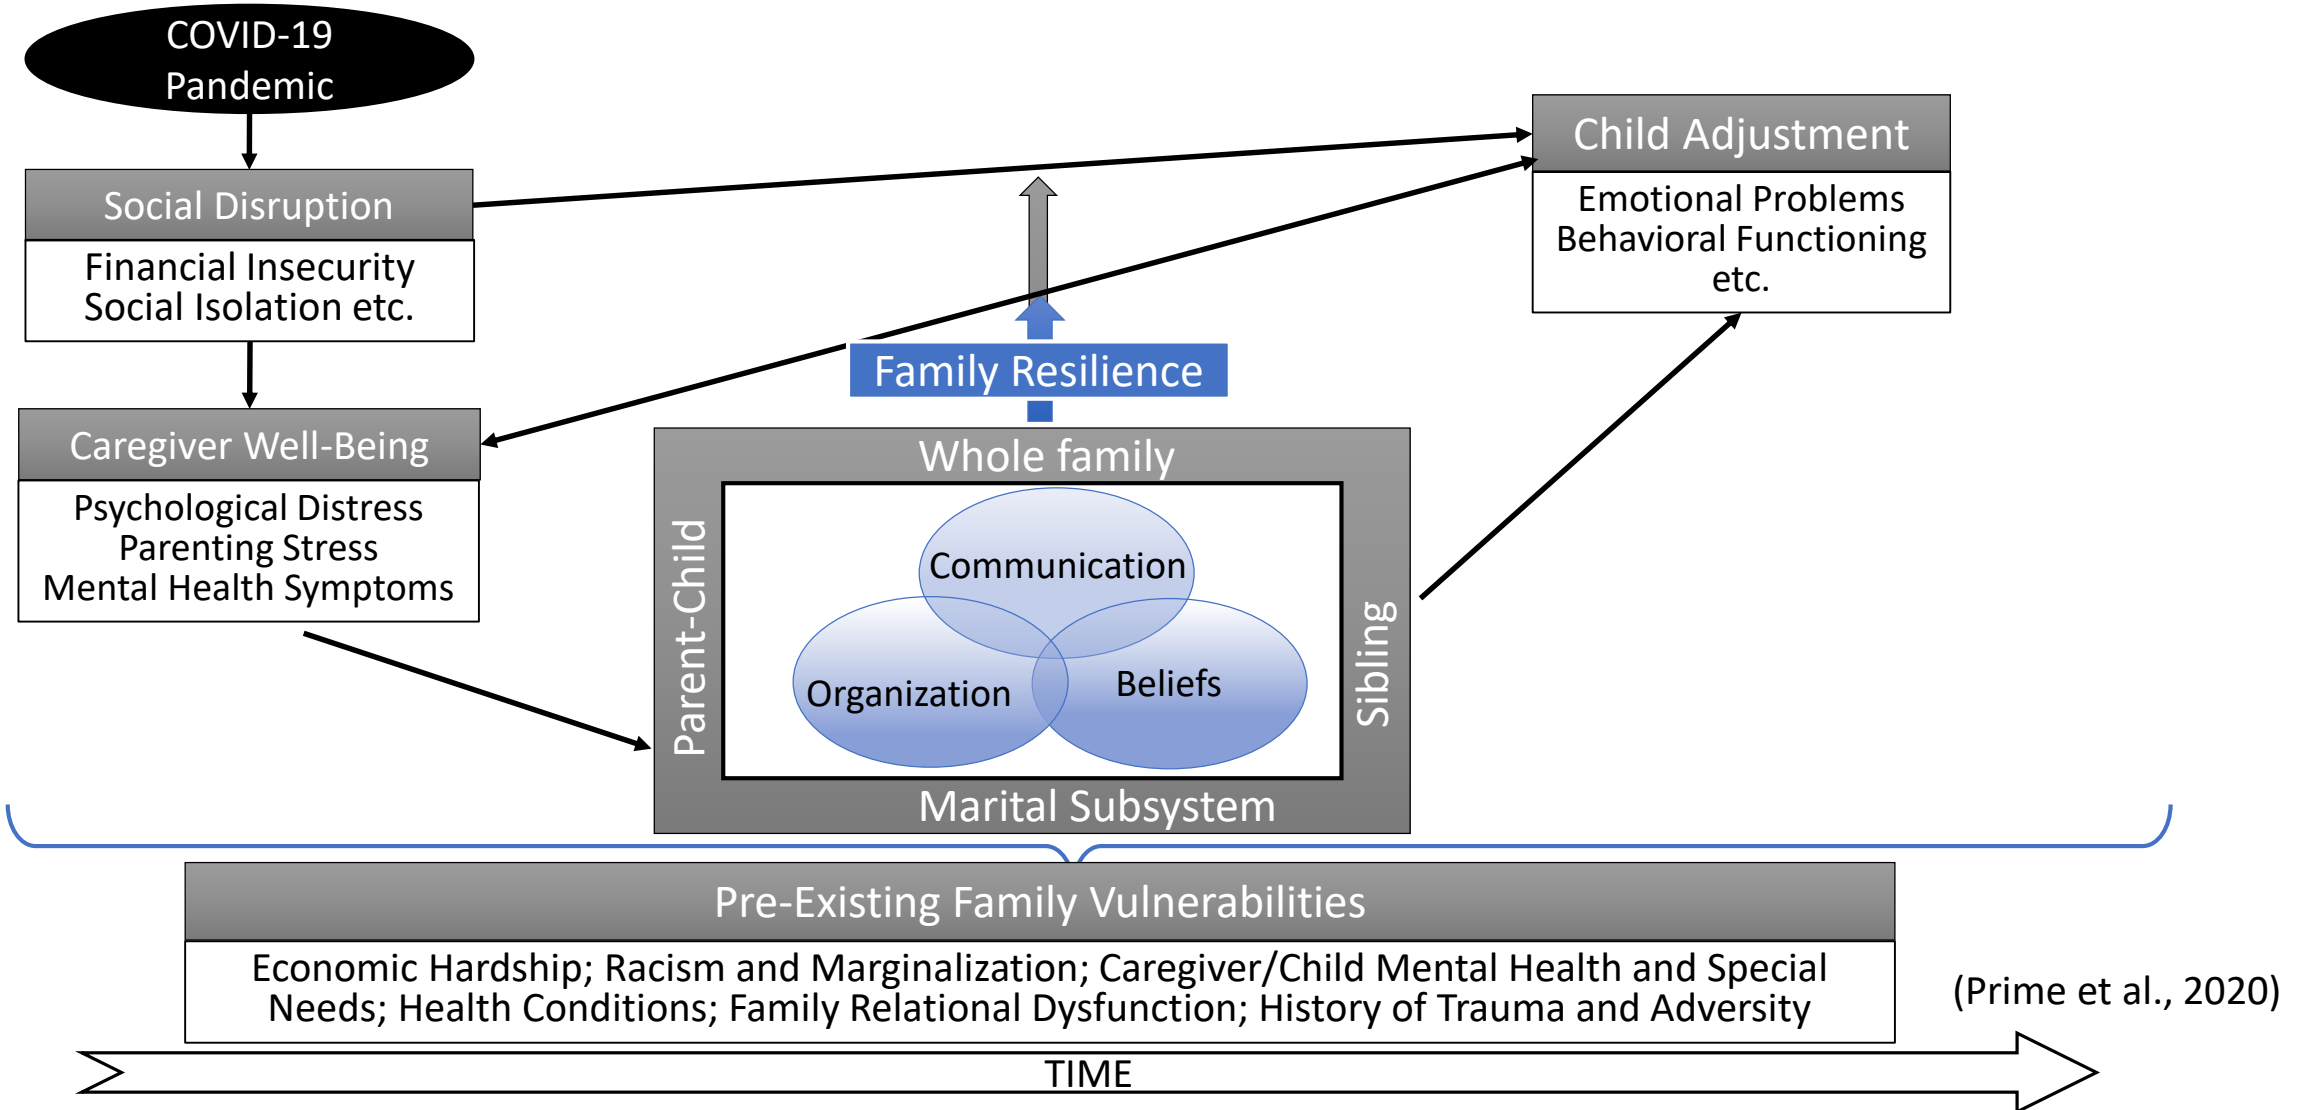 COVID-19
Pandemic
Child Adjustment
Emotional Problems
Behavioral Functioning
etc.
Social Disruption
Financial Insecurity
Social Isolation etc.
Family Resilience
Caregiver Well-Being
Psychological Distress
Parenting Stress
Mental Health Symptoms
Whole family
Parent-Child
Communication
Organization
Beliefs
Sibling
Marital Subsystem
Pre-Existing Family Vulnerabilities
Economic Hardship; Racism and Marginalization; Caregiver/Child Mental Health and Special
Needs; Health Conditions; Family Relational Dysfunction; History of Trauma and Adversity
(Prime et al., 2020)
TIME